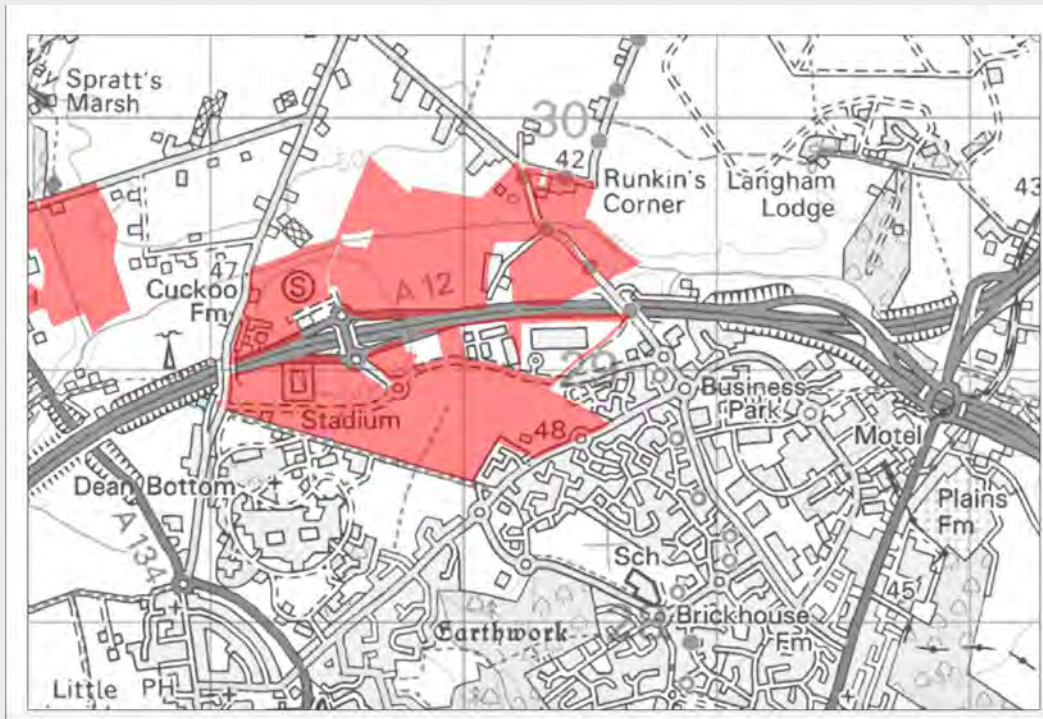 Spratt's
Marsh
30
50
42
Runkin's
Corner
Langham
Lodge
43
47
Cuckoo
Fm
S
A 12
29
Business
Park
Stadium
48
Motel
Dean Bottom
Plains
Fm
A 134
Sch
45
Brickhouse
Fm
Earthwork
Little
PH